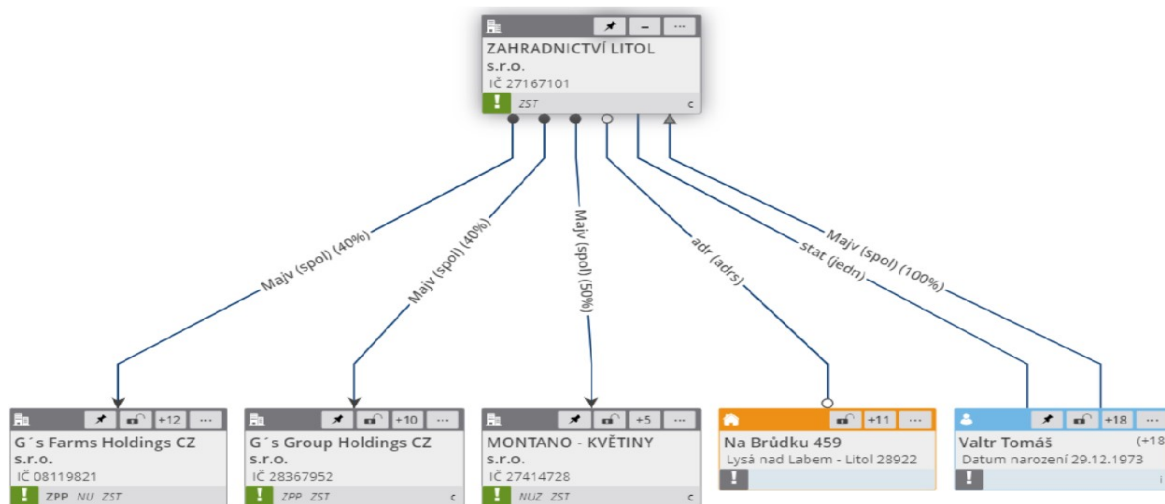 ZAHRADNICTVÍ LITOL
s.r.o.
IČ 27167101
! ZST c
Majv (spol) (40%)
Majv (spol) (40%)
Majv (spol) (50%)
adr (adrs)
stat (jedn)
Majv (spol) (100%)
+12 ...
G´s Farms Holdings CZ
s.r.o.
IČ 08119821
! ZPP NU ZST
+10 ...
G´s Group Holdings CZ
s.r.o.
IČ 28367952
! ZPP ZST c
+5 ...
MONTANO - KVĚTINY
s.r.o.
IČ 27414728
! NUZ ZST c
+11 ...
Na Brůdku 459
Lysá nad Labem - Litol 28922
!
+18 ...
Valtr Tomáš (+18
Datum narození 29.12.1973
! i